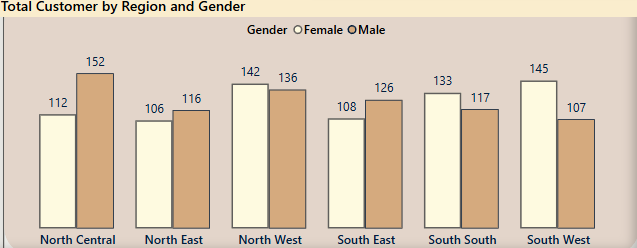 Total Customer by Region and Gender
Gender Female Male
112 152 106 116 142 136 108 126 133 117 145 107
North Central North East North West South East South South South West